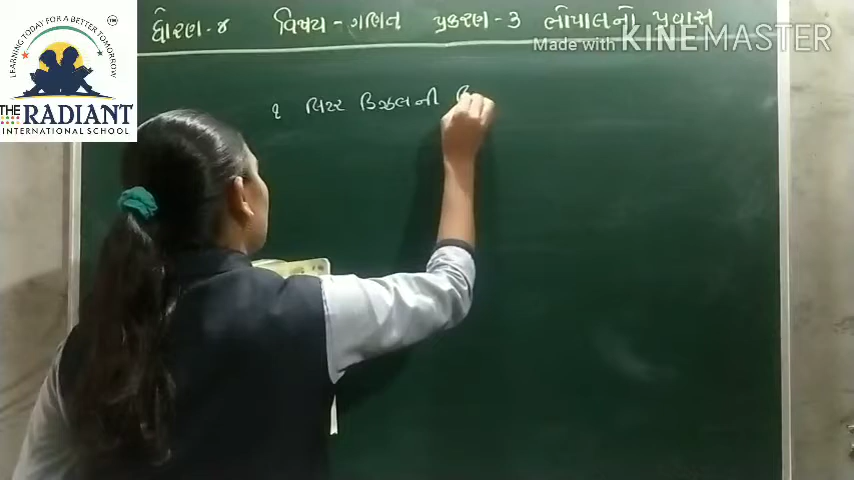 ધોરણ-૪ વિષય - ગણિત પ્રકરણ-૩ ભોપાલનો પ્રવાસ
Made with KINEMASTER
LEARNING TODAY FOR A BETTER TOMORROW
THE RADIANT
INTERNATIONAL SCHOOL
૧ લિટર ડિઝલની